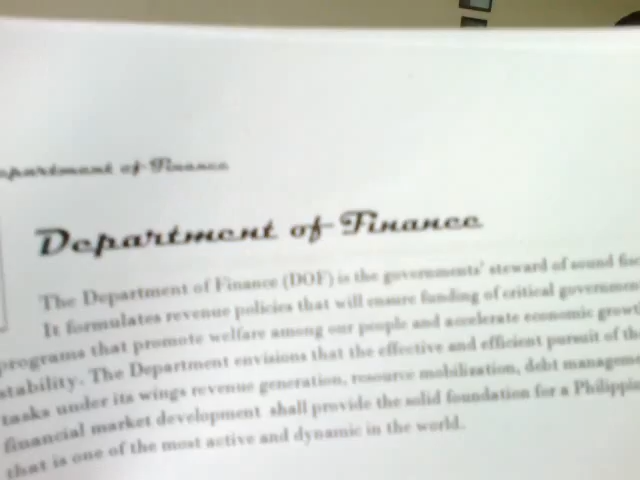 epartment of Finance
Department of Finance
The Department of Finance (DOF) is the governments' steward of sound fisc
It formulates revenue policies that will ensure funding of critical governmen
programs that promote welfare among our people and accelerate economic growt
stability. The Department envisions that the effective and efficient pursuit of th
tasks under its wings revenue generation, resource mobilization, debt managem
financial market development shall provide the solid foundation for a Philippin
that is one of the most active and dynamic in the world.